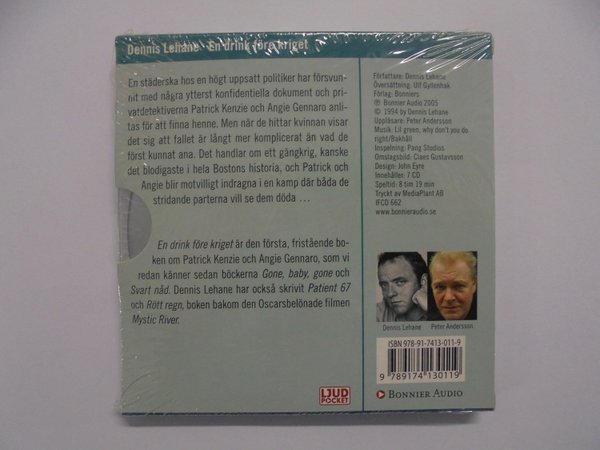 Dennis Lehane · En drink före kriget
En städerska hos en högt uppsatt politiker har försvun-
nit med några ytterst konfidentiella dokument och pri-
vatdetektiverna Patrick Kenzie och Angie Gennaro anli-
tas för att finna henne. Men när de hittar kvinnan visar
det sig att fallet är långt mer komplicerat än vad de
först kunnat ana. Det handlar om ett gängkrig, kanske
det blodigaste i hela Bostons historia, och Patrick och
Angie blir motvilligt indragna i en kamp där båda de
stridande parterna vill se dem döda ...
En drink före kriget är den första, fristående bo-
ken om Patrick Kenzie och Angie Gennaro, som vi
redan känner sedan böckerna Gone, baby, gone och
Svart nåd. Dennis Lehane har också skrivit Patient 67
och Rött regn, boken bakom den Oscarsbelönade filmen
Mystic River.
LJUD
POCKET
Författare: Dennis Lehane
Översättning: Ulf Gyllenhak
Förlag: Bonniers
℗ Bonnier Audio 2005
© 1994 by Dennis Lehane
Uppläsare: Peter Andersson
Musik: Lil green, why don't you do
right/Bakhåll
Inspelning: Pang Studios
Omslagsbild: Claes Gustavsson
Design: John Eyre
Innehåller: 7 CD
Speltid: 8 tim 19 min
Tryckt av MediaPlant AB
IFCD 662
www.bonnieraudio.se
Dennis Lehane Peter Andersson
ISBN 978-91-7413-011-9
9 789174 130119
BONNIER AUDIO